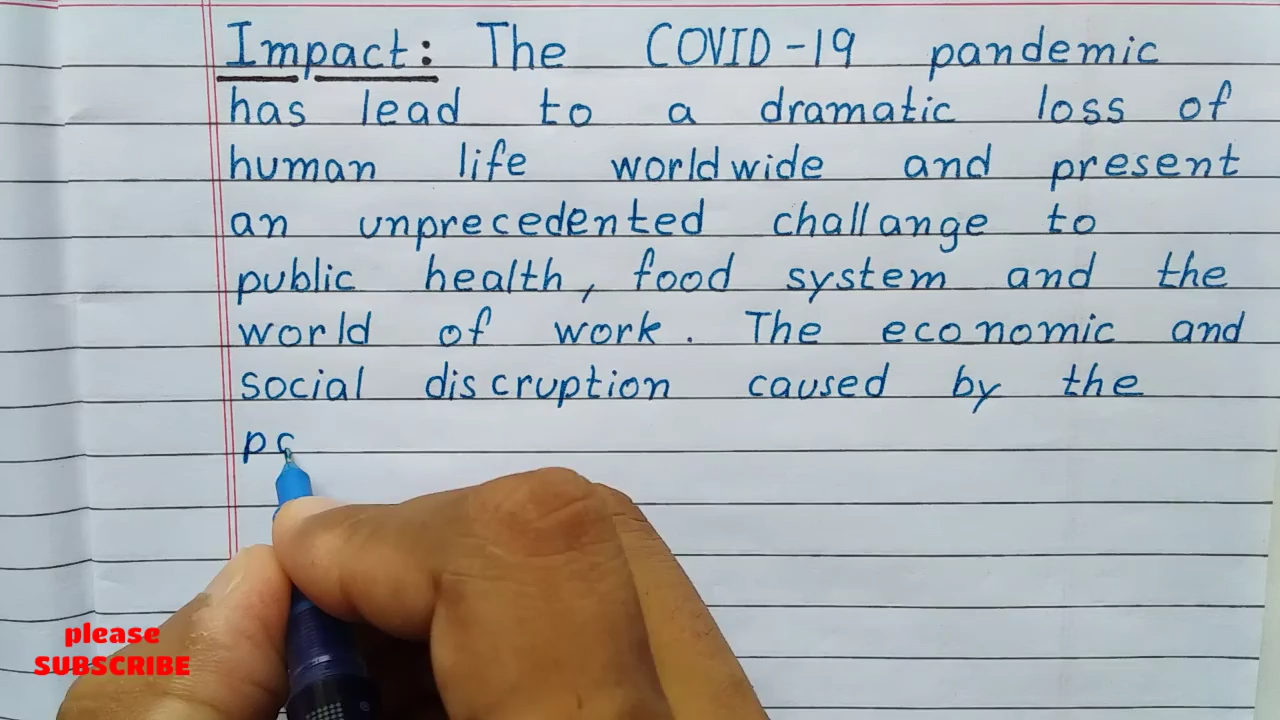 Impact: The COVID-19 pandemic
has lead to a dramatic loss of
human life worldwide and present
an unprecedented challange to
public health, food system and the
world of work. The economic and
social discruption caused by the
pa
please
SUBSCRIBE